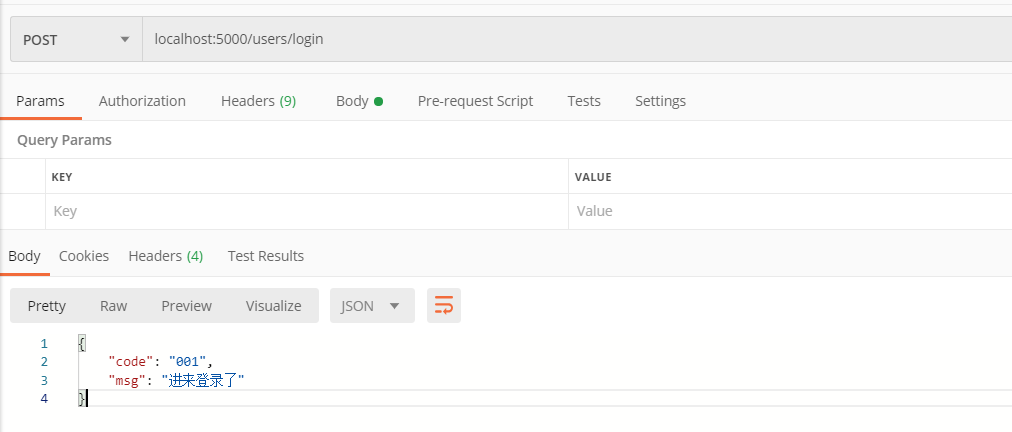 POST localhost:5000/users/login
Params Authorization Headers (9) Body Pre-request Script Tests Settings
Query Params
KEY VALUE
Key Value
Body Cookies Headers (4) Test Results
Pretty Raw Preview Visualize JSON
1 {
2 "code": "001",
3 "msg": "进来登录了"
4 }